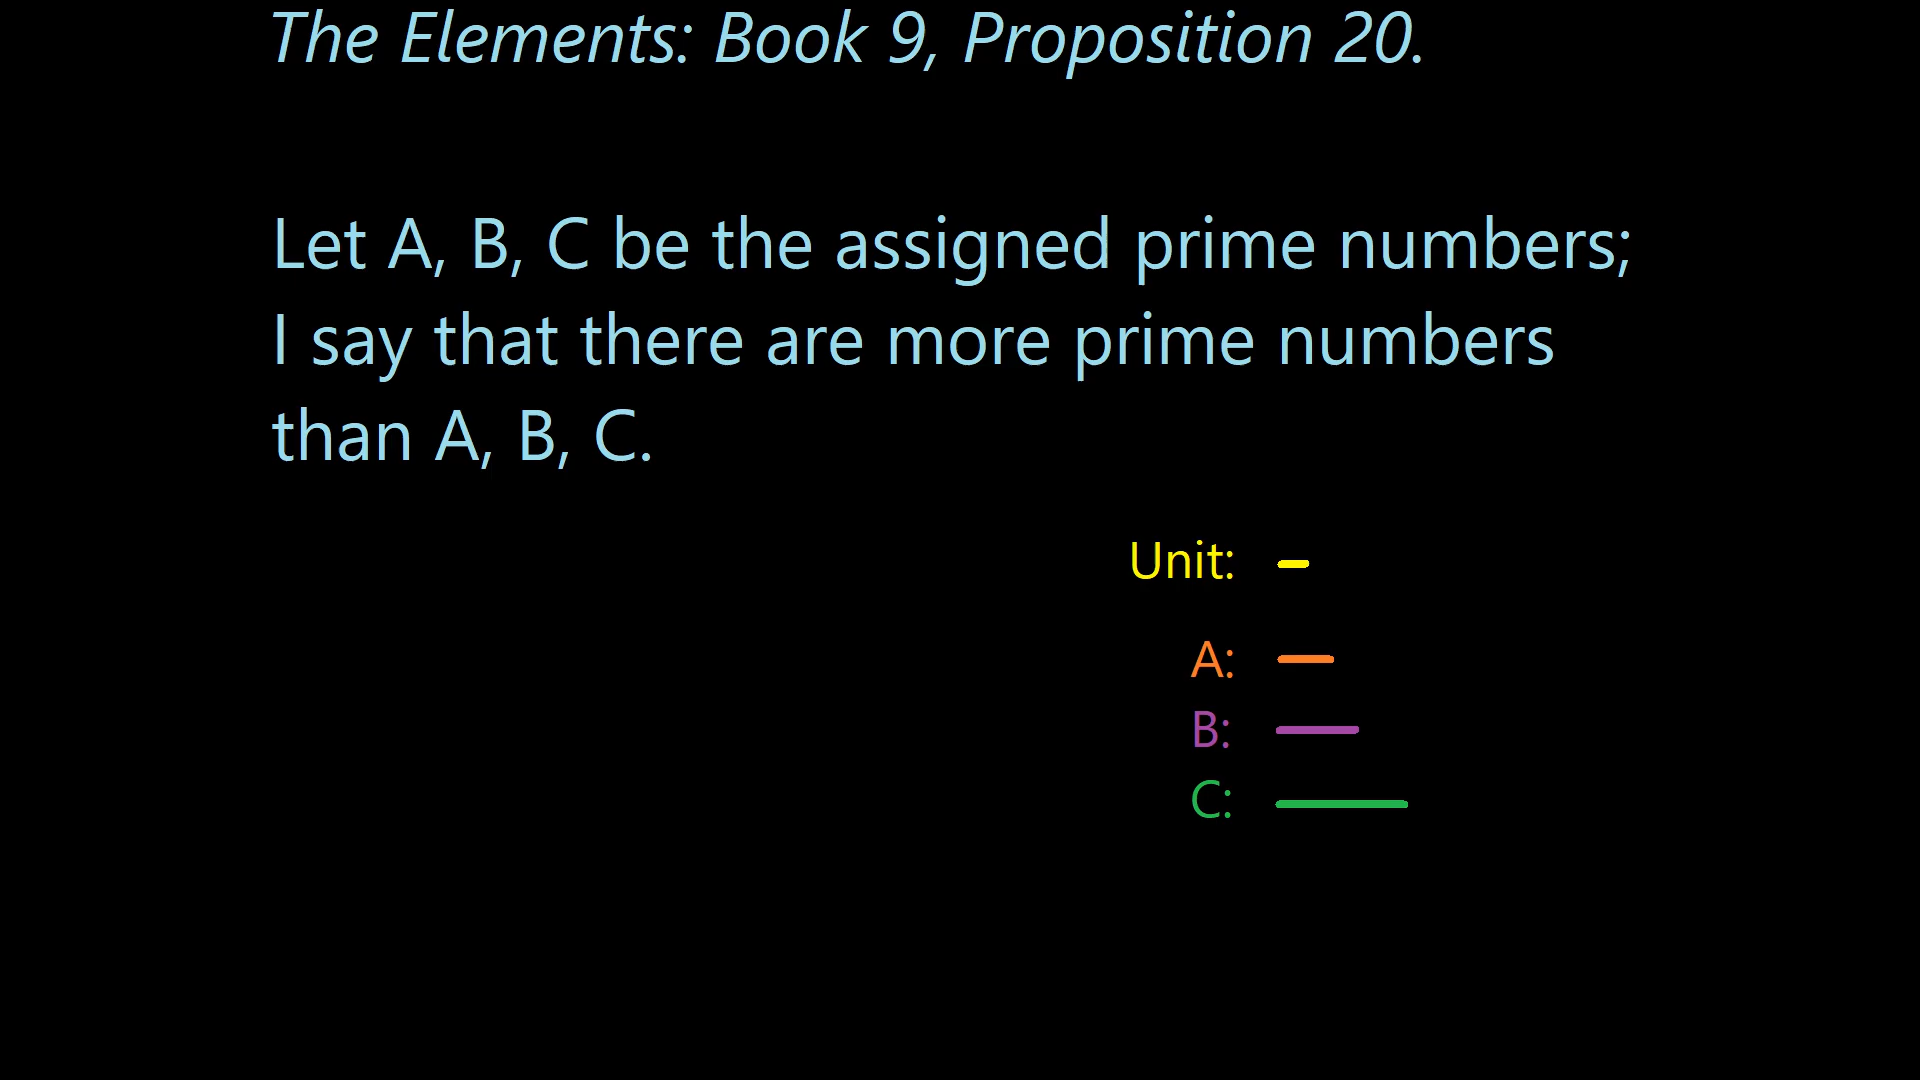 The Elements: Book 9, Proposition 20.
Let A, B, C be the assigned prime numbers;
I say that there are more prime numbers
than A, B, C.
Unit:
A:
B:
C: